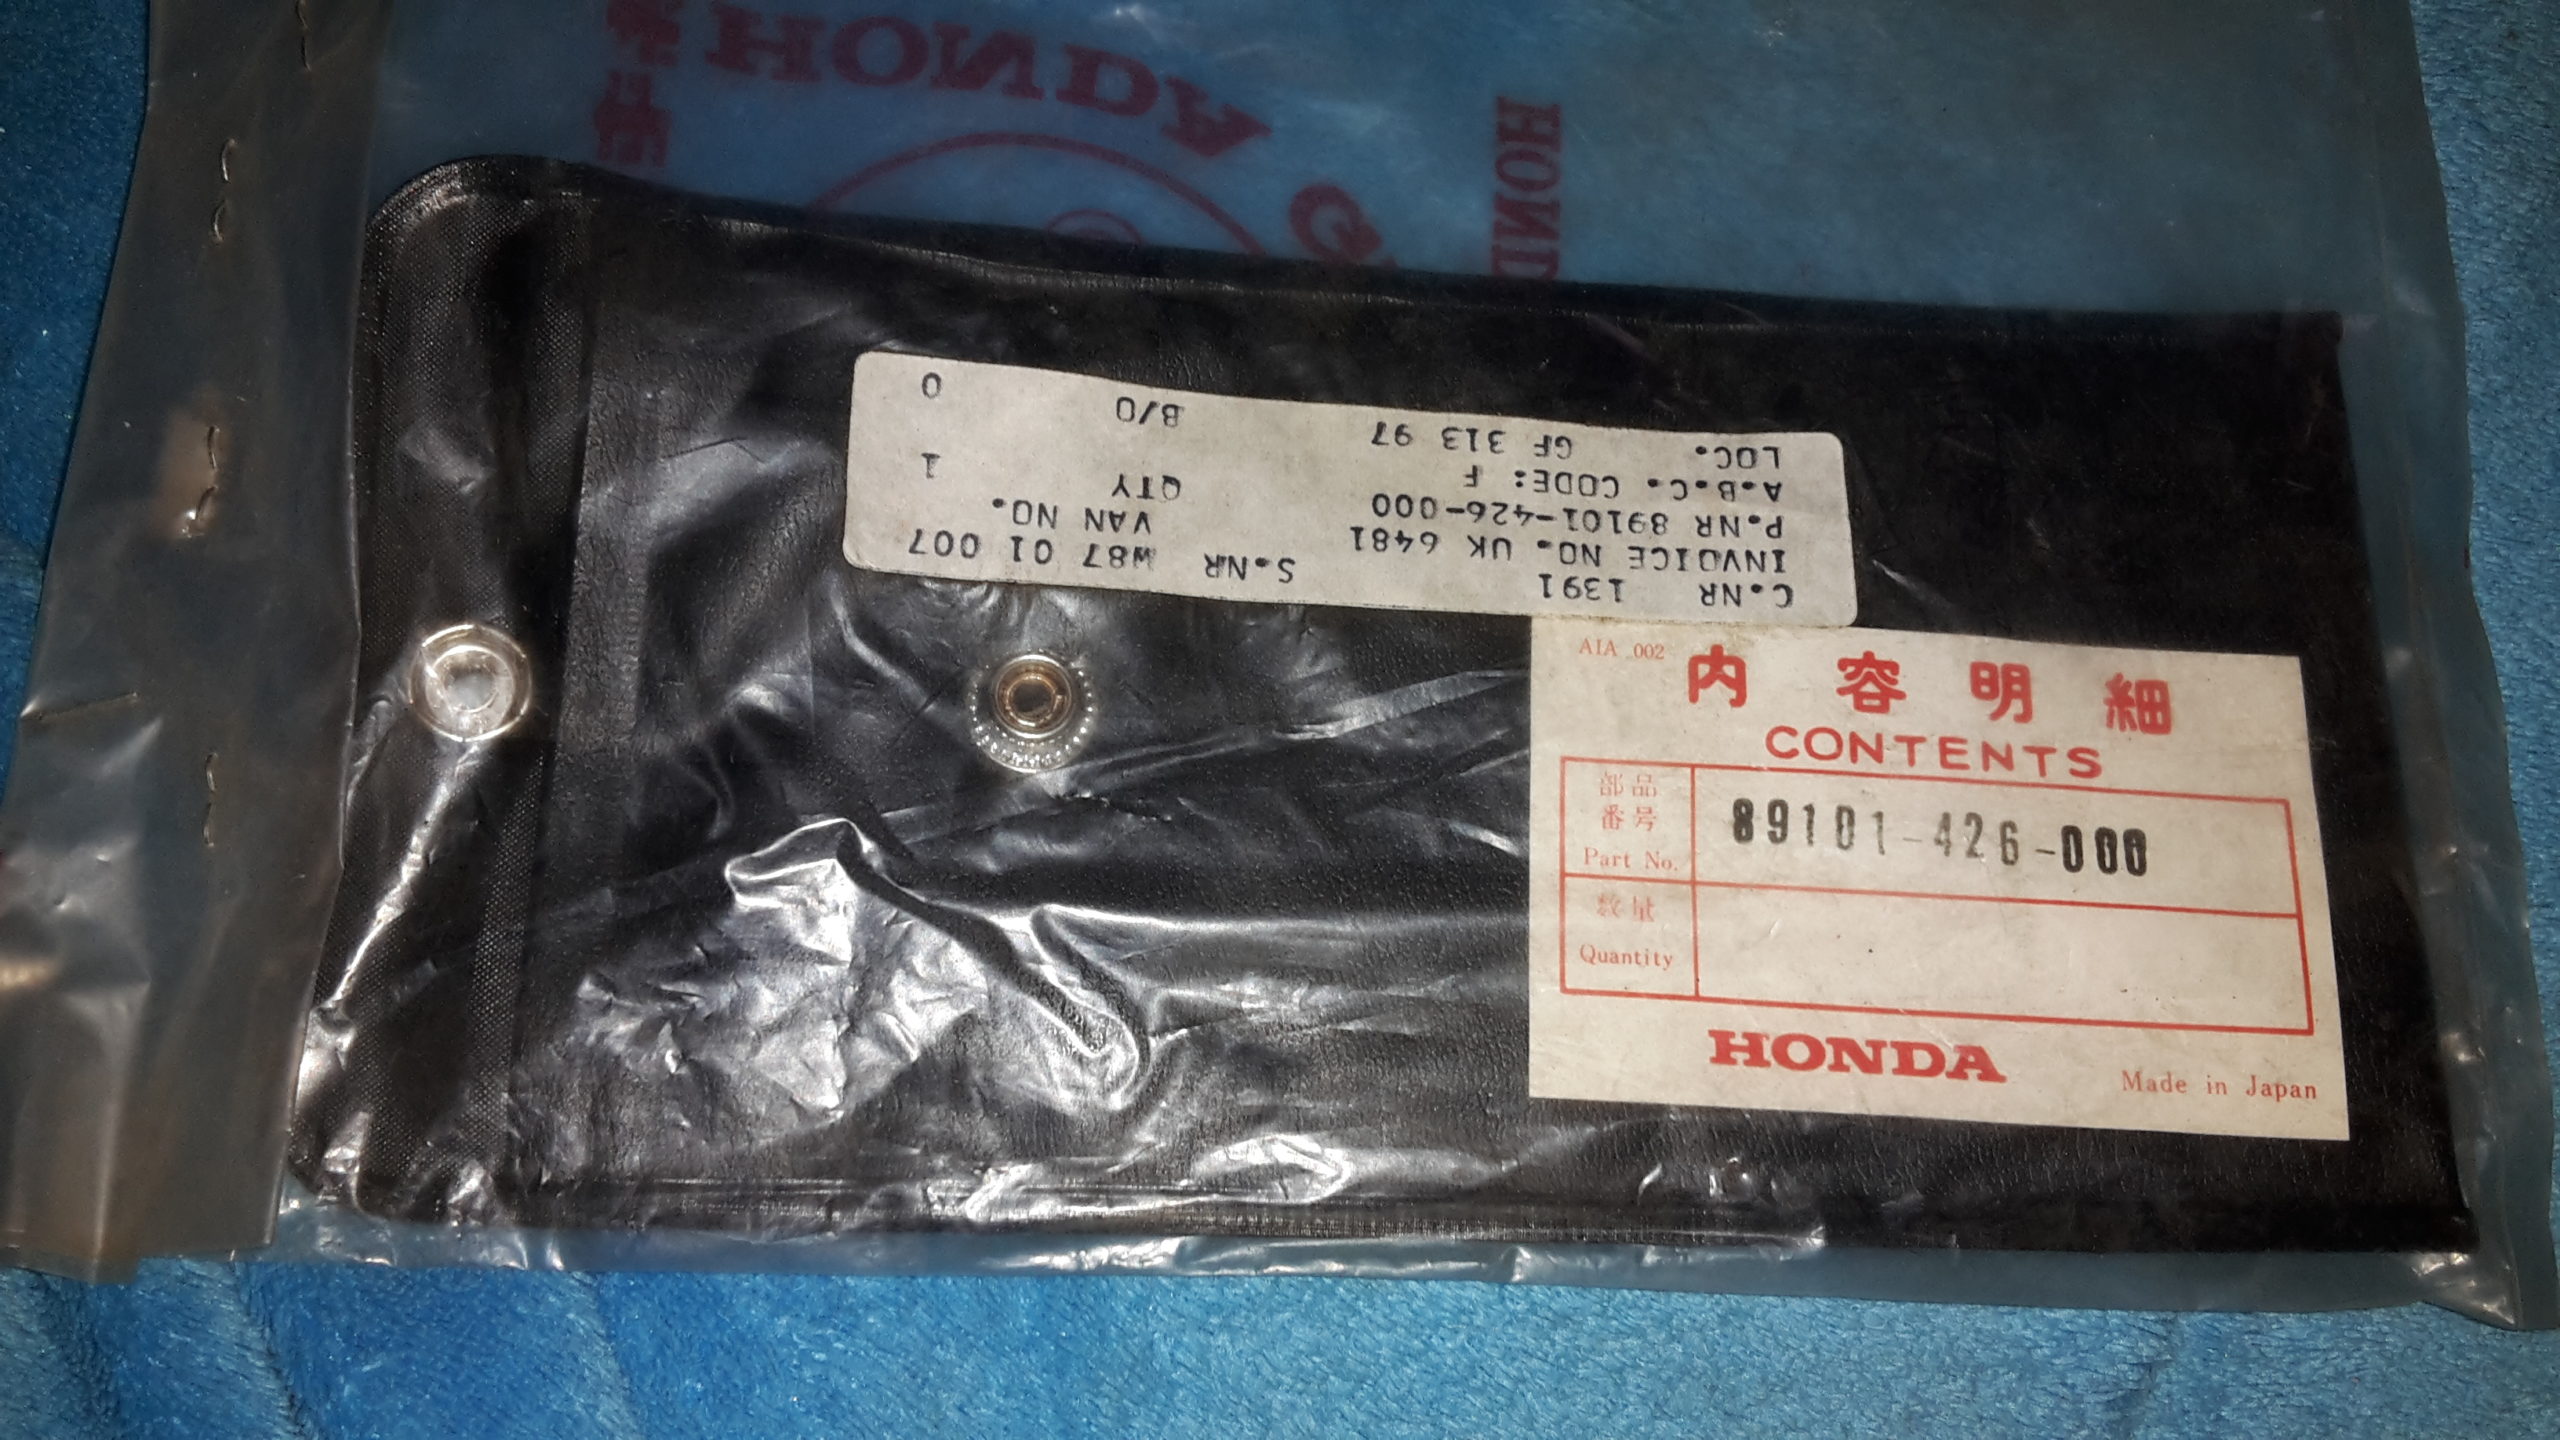 HONDA
HOND
C.NR 1391 S.NR W87 01 007
INVOICE NO. UK 6481 VAN NO.
P.NR 89101-426-000 QTY 1
A.B.C. CODE: F
LOC. GF 313 97 B/O 0
AIA 002
内容明細
CONTENTS
部品
番号
Part No.
89101-426-000
数量
Quantity
HONDA
Made in Japan